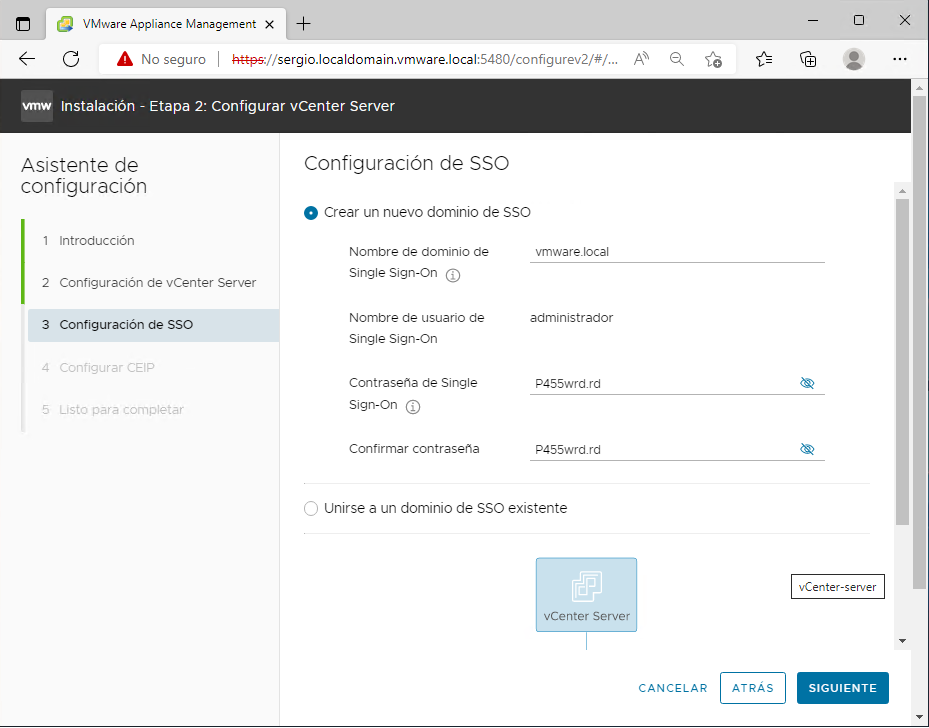 VMware Appliance Management
No seguro
https://sergio.localdomain.vmware.local:5480/configurev2/#/...
vmw Instalación - Etapa 2: Configurar vCenter Server
Asistente de
configuración
1 Introducción
2 Configuración de vCenter Server
3 Configuración de SSO
4 Configurar CEIP
5 Listo para completar
Configuración de SSO
Crear un nuevo dominio de SSO
Nombre de dominio de
Single Sign-On
vmware.local
Nombre de usuario de
Single Sign-On
administrador
Contraseña de Single
Sign-On
P455wrd.rd
Confirmar contraseña
P455wrd.rd
Unirse a un dominio de SSO existente
vCenter Server
vCenter-server
CANCELAR
ATRÁS
SIGUIENTE